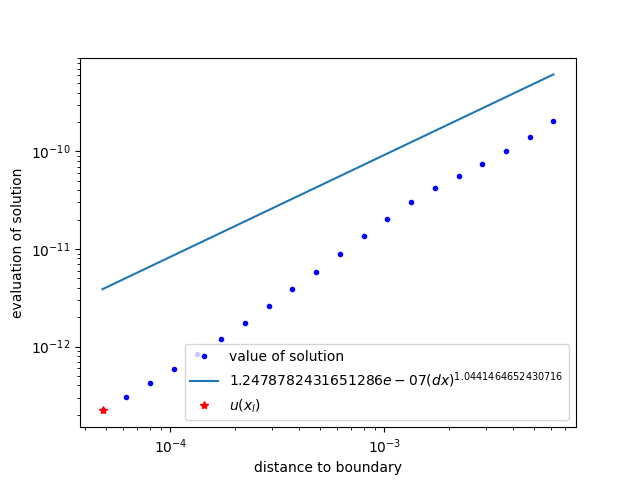 10^{-10}
10^{-11}
10^{-12}
evaluation of solution
value of solution
1.2478782431651286e − 07(dx)^{1.0441464652430716}
u(x_I)
10^{-4}
10^{-3}
distance to boundary